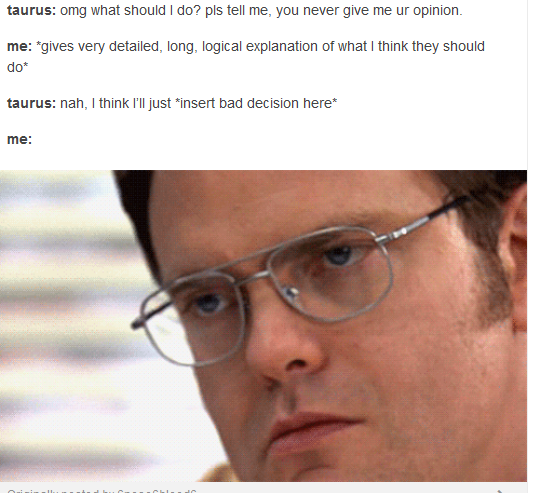 taurus: omg what should I do? pls tell me, you never give me ur opinion.
me: *gives very detailed, long, logical explanation of what I think they should
do*
taurus: nah, I think I'll just *insert bad decision here*
me: